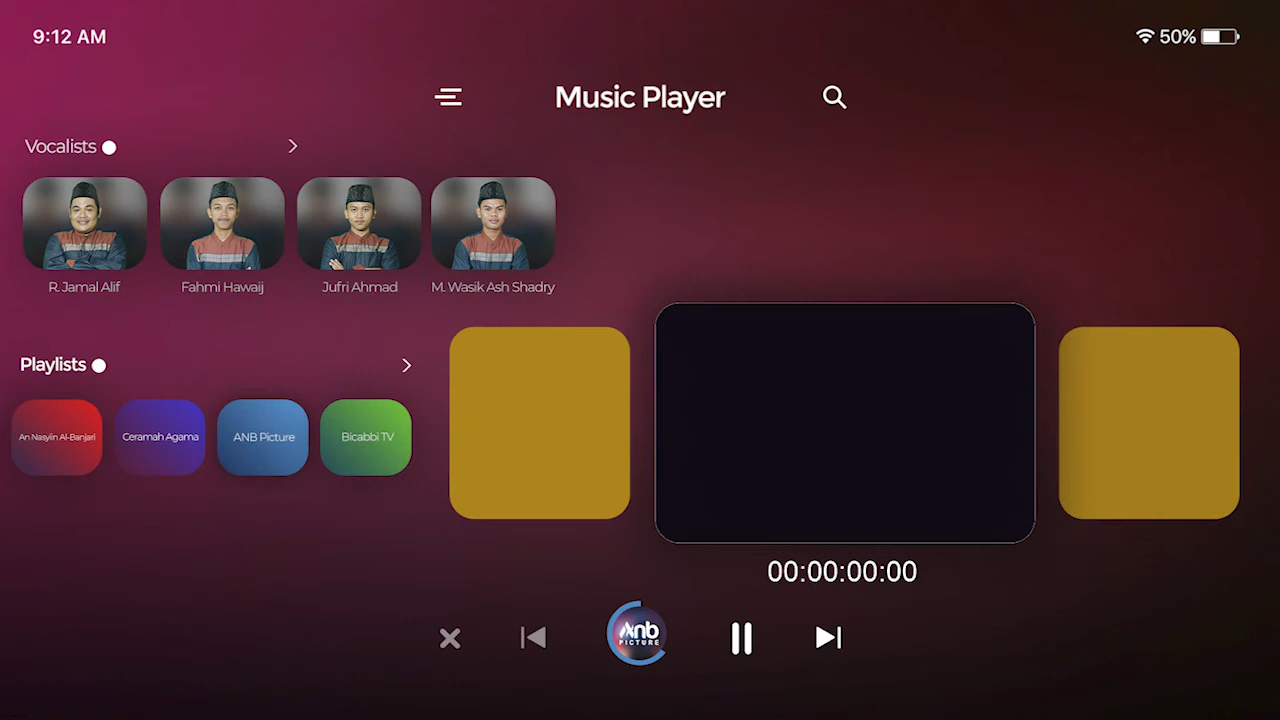 9:12 AM
50%
Music Player
Vocalists
R. Jamal Alif
Fahmi Hawaij
Jufri Ahmad
M. Wasik Ash Shadry
Playlists
An Nasyiin Al-Banjari
Ceramah Agama
ANB Picture
Bicabbi TV
00:00:00:00
Anb
PICTURE